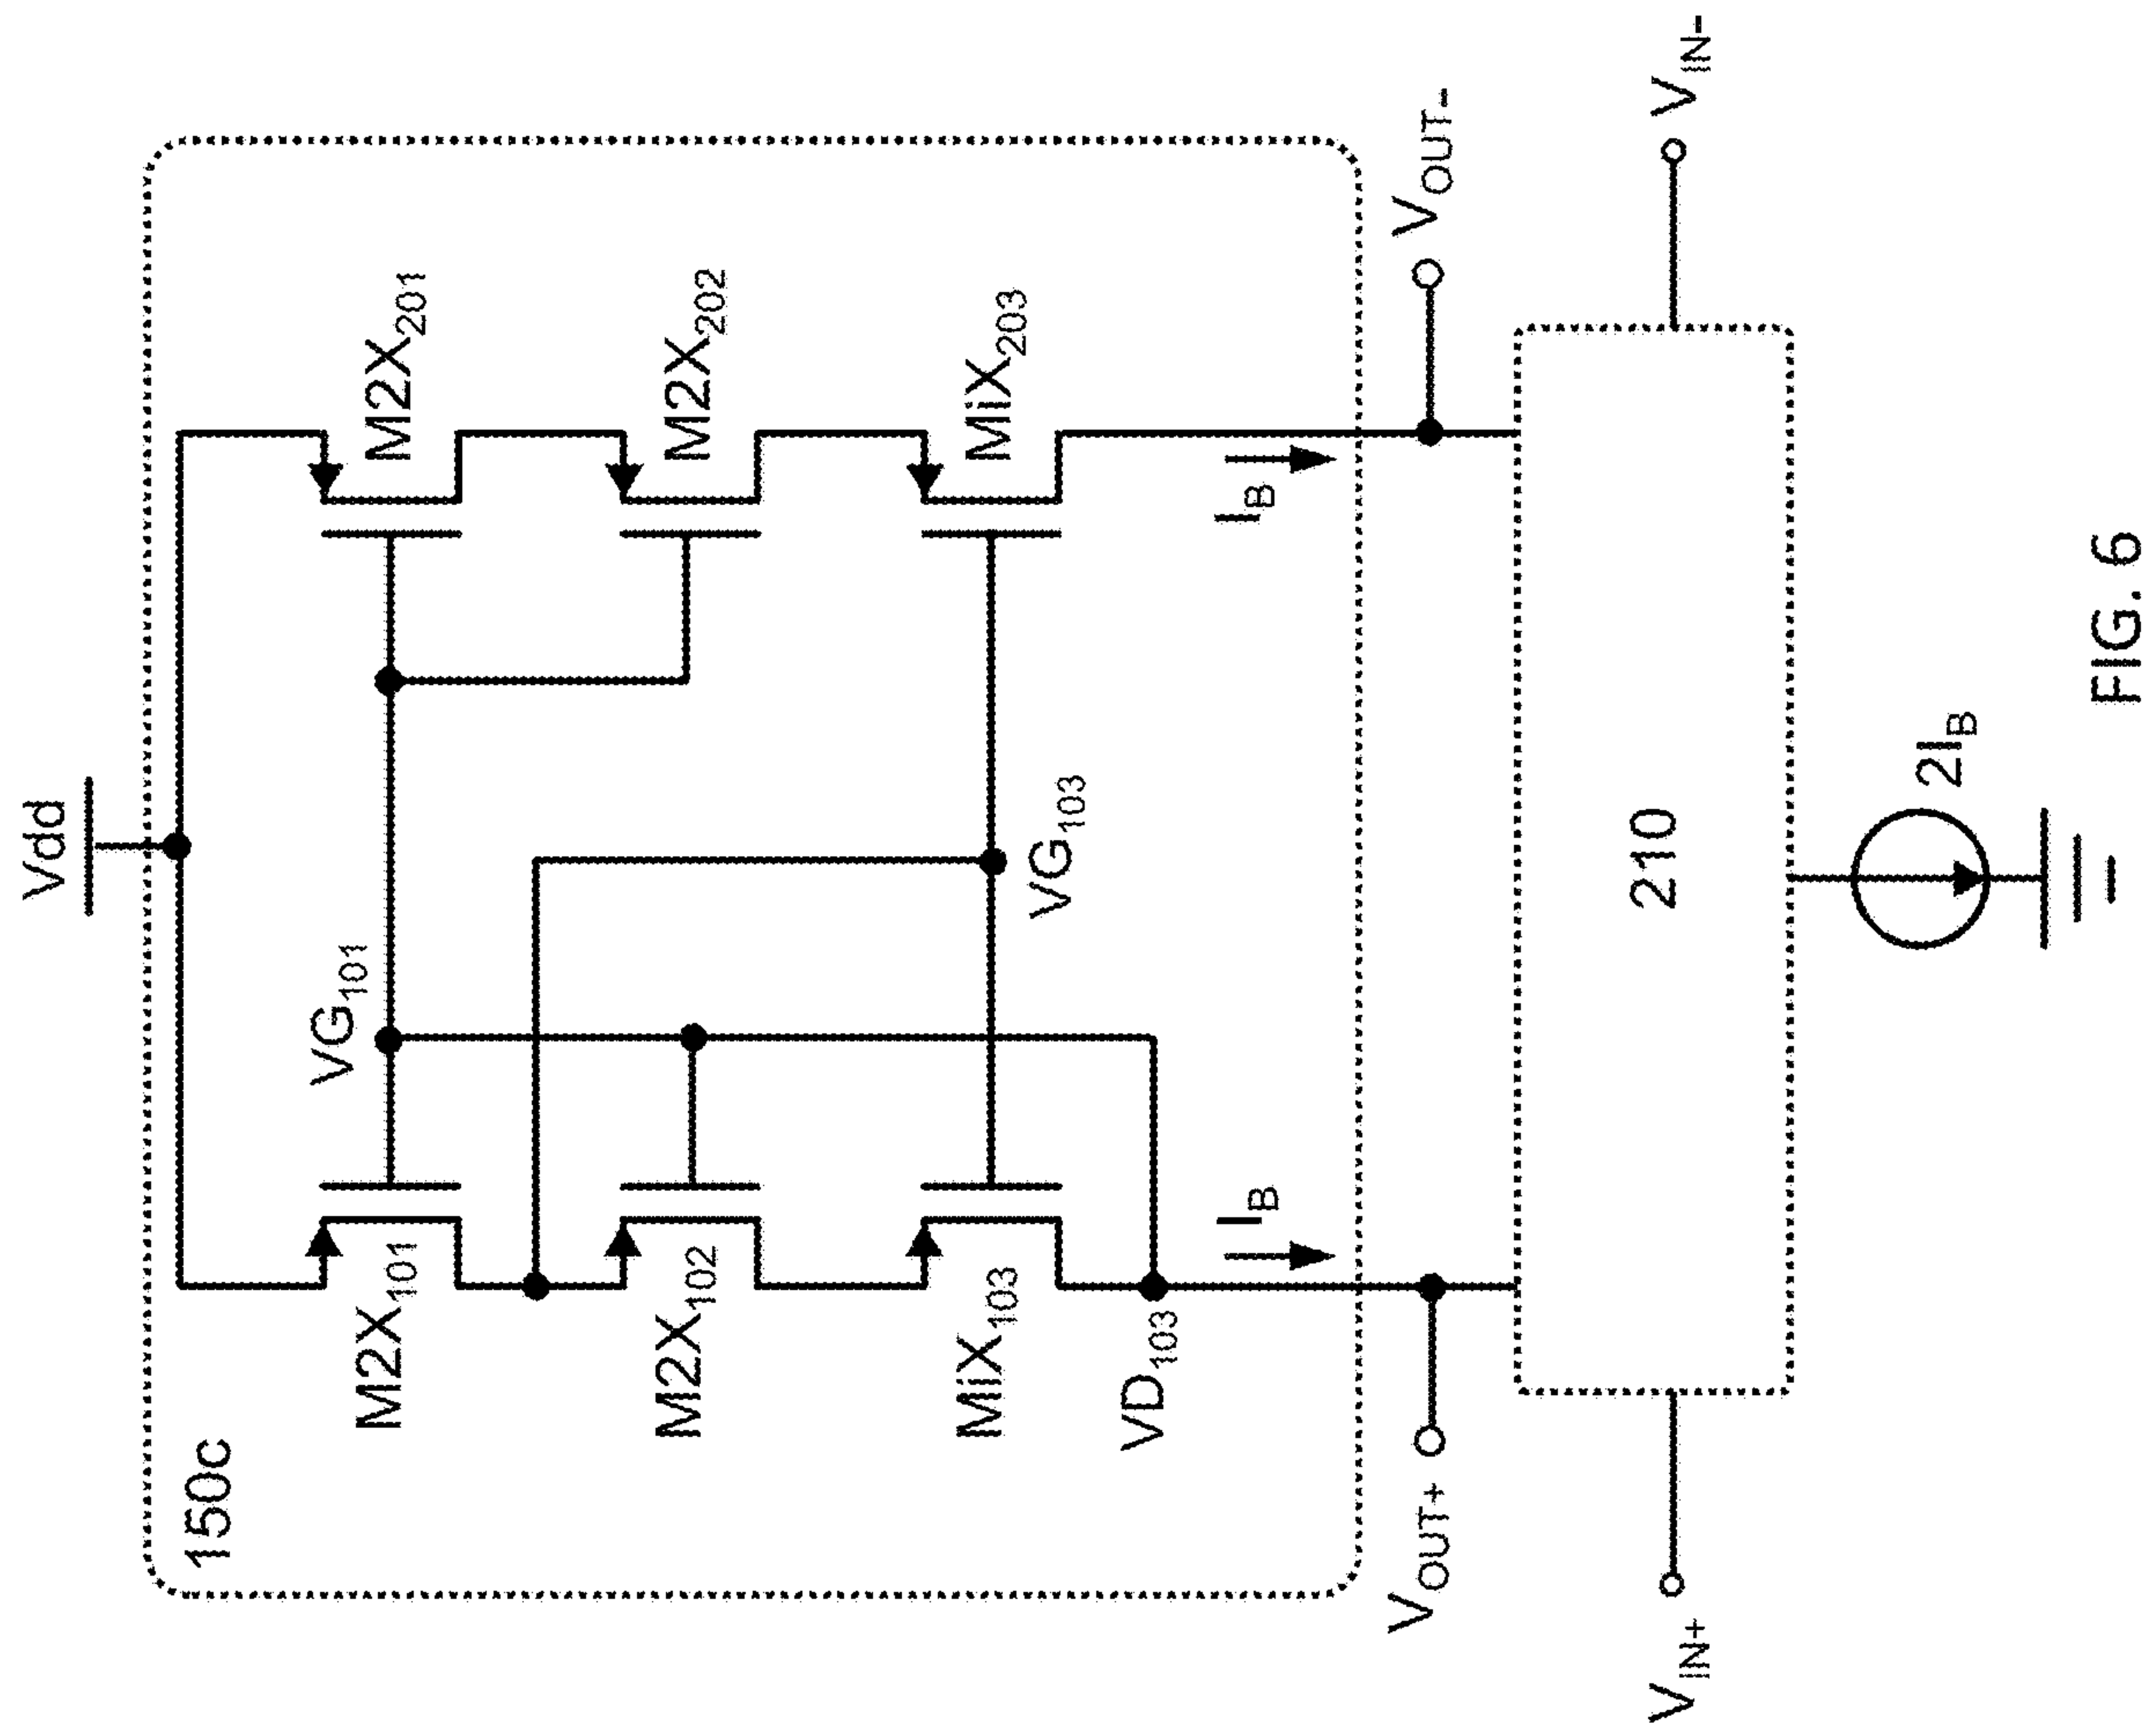 Vdd
150c
VG101
M2X101
M2X201
M2X102
M2X202
MiX103
MiX203
VG103
VD103
IB
IB
VOUT+
VOUT-
VIN+
210
VIN-
2IB
FIG. 6